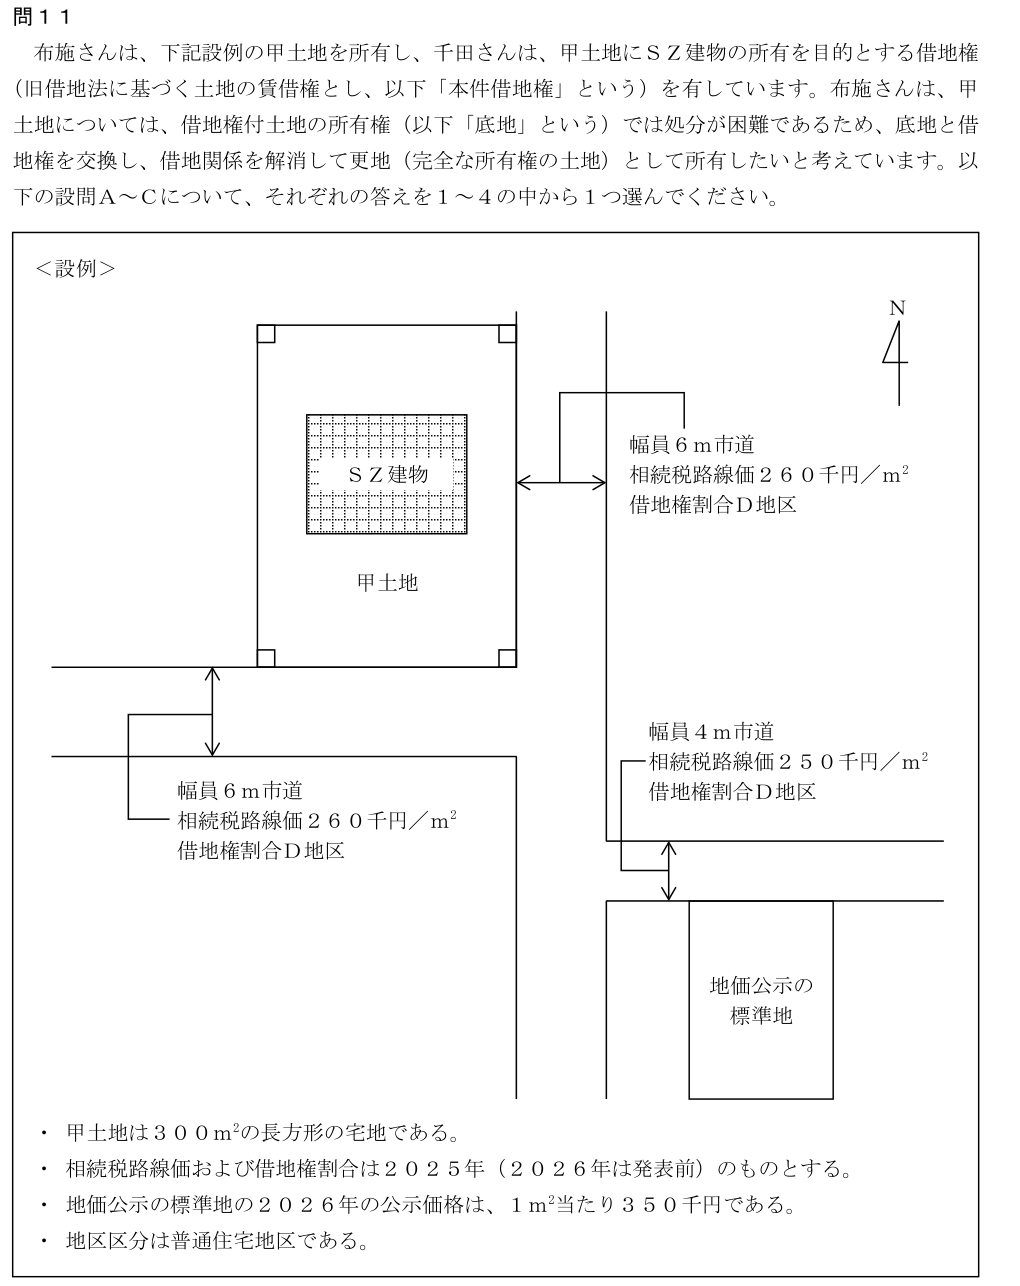 問１１
布施さんは、下記設例の甲土地を所有し、千田さんは、甲土地にＳＺ建物の所有を目的とする借地権
（旧借地法に基づく土地の賃借権とし、以下「本件借地権」という）を有しています。布施さんは、甲
土地については、借地権付土地の所有権（以下「底地」という）では処分が困難であるため、底地と借
地権を交換し、借地関係を解消して更地（完全な所有権の土地）として所有したいと考えています。以
下の設問Ａ～Ｃについて、それぞれの答えを１～４の中から１つ選んでください。
＜設例＞
N
幅員６ｍ市道
相続税路線価２６０千円／m²
借地権割合Ｄ地区
ＳＺ建物
甲土地
幅員４ｍ市道
相続税路線価２５０千円／m²
借地権割合Ｄ地区
幅員６ｍ市道
相続税路線価２６０千円／m²
借地権割合Ｄ地区
地価公示の
標準地
・ 甲土地は３００m²の長方形の宅地である。
・ 相続税路線価および借地権割合は２０２５年（２０２６年は発表前）のものとする。
・ 地価公示の標準地の２０２６年の公示価格は、１m²当たり３５０千円である。
・ 地区区分は普通住宅地区である。